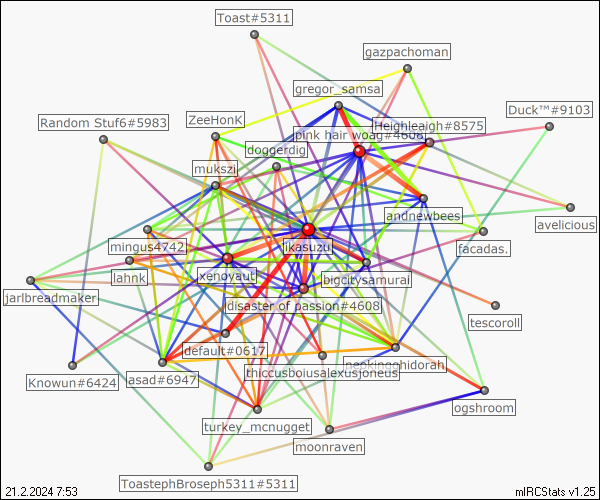 Toast#5311
gazpachoman
gregor_samsa
Duck™#9103
Random Stuf6#5983
ZeeHonk
Heighleaigh#8575
pink hair woag#4608
doggerdig
mukszi
andnewbees
avelicious
mingus4742
likasuzu
facadas.
lahnk
xenoyaut
bigcitysamurai
jarlbreadmaker
disaster of passion#4608
tescoroll
default#0617
nepkingghidorah
thiccusboiusalexusjoneus
Knowun#6424
asad#6947
ogshroom
turkey_mcnugget
moonraven
ToastephBroseph5311#5311
21.2.2024 7:53
mIRCStats v1.25